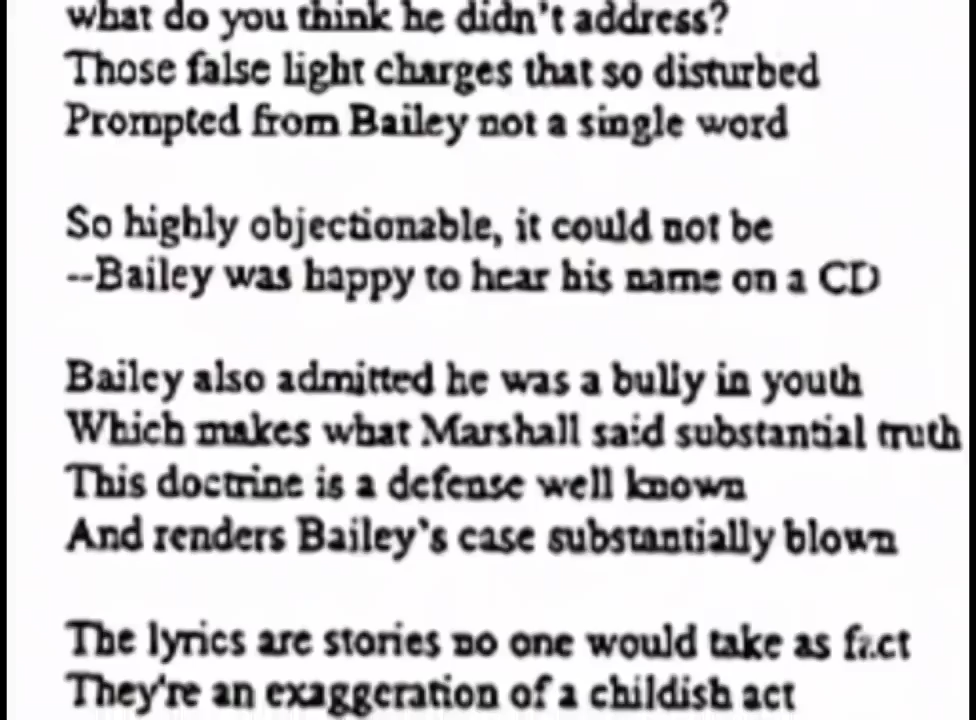 what do you think he didn't address?
Those false light charges that so disturbed
Prompted from Bailey not a single word
So highly objectionable, it could not be
--Bailey was happy to hear his name on a CD
Bailey also admitted he was a bully in youth
Which makes what Marshall said substantial truth
This doctrine is a defense well known
And renders Bailey's case substantially blown
The lyrics are stories no one would take as fact
They're an exaggeration of a childish act